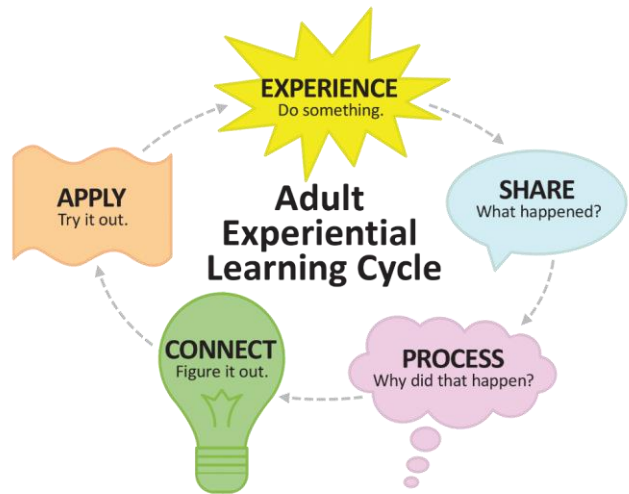 EXPERIENCE
Do something.
Adult
Experiential
Learning Cycle
SHARE
What happened?
PROCESS
Why did that happen?
CONNECT
Figure it out.
APPLY
Try it out.